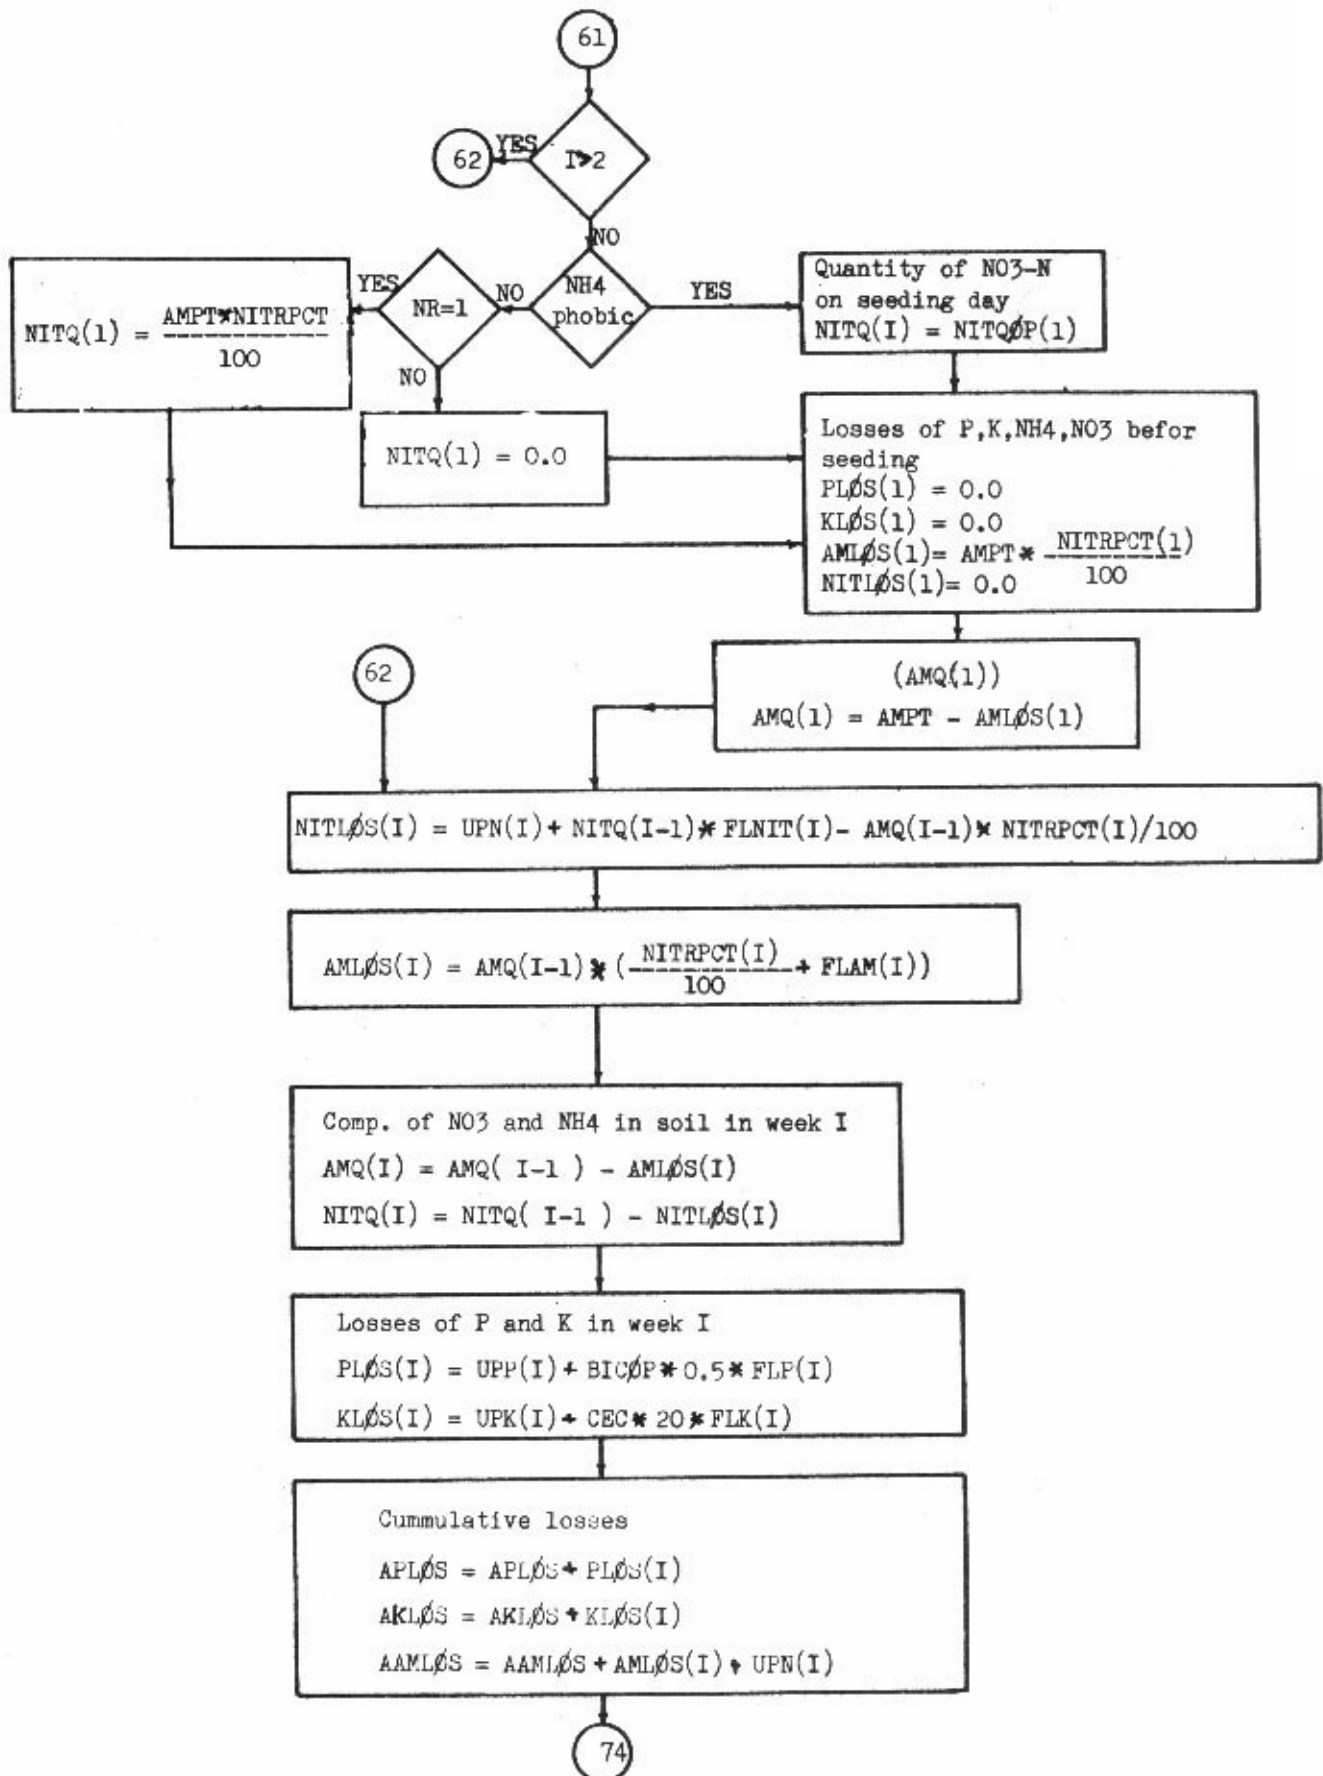 61
I>2
YES
62
NO
NH4
phobic
NO
YES
NR=1
YES
NO
NITQ(1) = AMPT*NITRPCT
100
Quantity of NO3-N
on seeding day
NITQ(I) = NITQØP(1)
NITQ(1) = 0.0
Losses of P,K,NH4,NO3 befor
seeding
PLØS(1) = 0.0
KLØS(1) = 0.0
AMLØS(1)= AMPT* NITRPCT(1)
100
NITLØS(1)= 0.0
(AMQ(1))
AMQ(1) = AMPT - AMLØS(1)
62
NITLØS(I) = UPN(I)+ NITQ(I-1)* FLNIT(I)- AMQ(I-1)* NITRPCT(I)/100
AMLØS(I) = AMQ(I-1)*(NITRPCT(I) + FLAM(I))
100
Comp. of NO3 and NH4 in soil in week I
AMQ(I) = AMQ( I-1 ) - AMLØS(I)
NITQ(I) = NITQ( I-1 ) - NITLØS(I)
Losses of P and K in week I
PLØS(I) = UPP(I)+ BICØP*0.5*FLP(I)
KLØS(I) = UPK(I)+ CEC* 20*FLK(I)
Cummulative losses
APLØS = APLØS+ PLØS(I)
AKLØS = AKLØS+KLØS(I)
AAMLØS = AAMLØS+AMLØS(I)+ UPN(I)
74